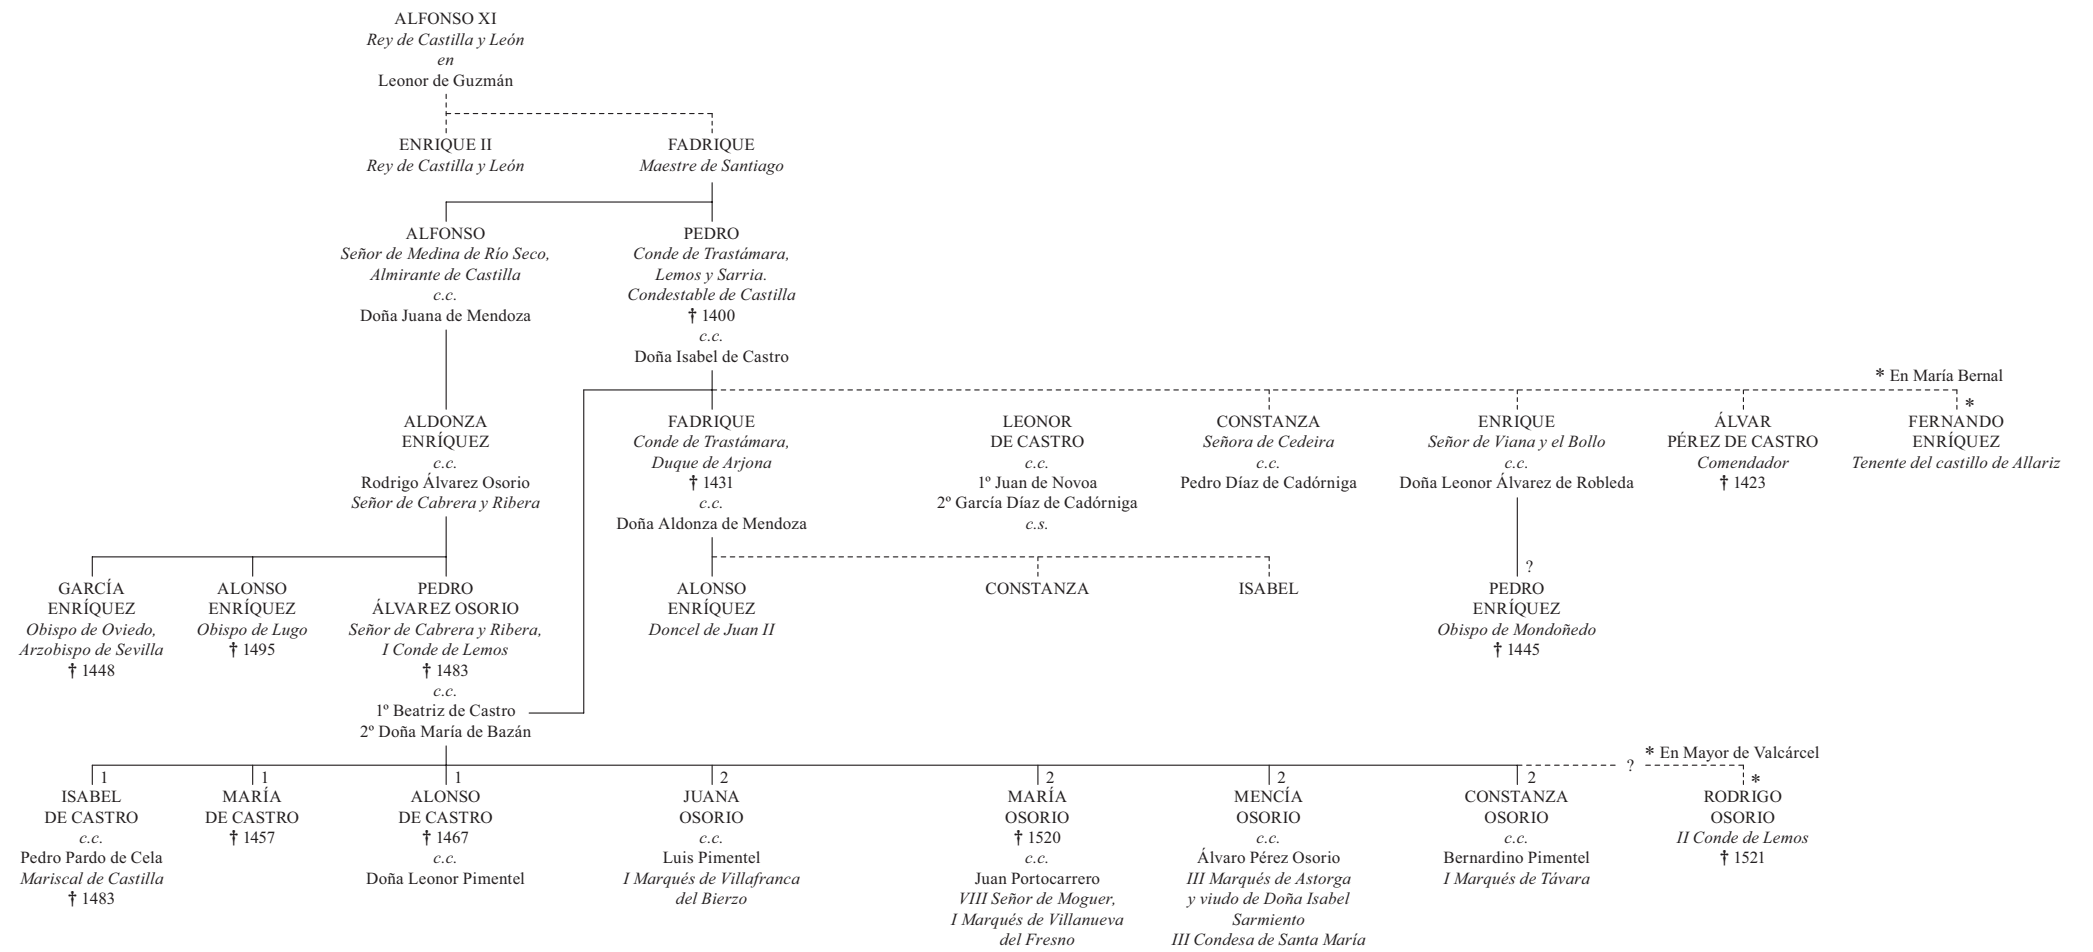 ALFONSO XI
Rey de Castilla y León
en
Leonor de Guzmán
ENRIQUE II
Rey de Castilla y León
FADRIQUE
Maestre de Santiago
ALFONSO
Señor de Medina de Río Seco,
Almirante de Castilla
c.c.
Doña Juana de Mendoza
PEDRO
Conde de Trastámara,
Lemos y Sarria.
Condestable de Castilla
† 1400
c.c.
Doña Isabel de Castro
* En María Bernal
ALDONZA
ENRÍQUEZ
c.c.
Rodrigo Álvarez Osorio
Señor de Cabrera y Ribera
FADRIQUE
Conde de Trastámara,
Duque de Arjona
† 1431
c.c.
Doña Aldonza de Mendoza
LEONOR
DE CASTRO
c.c.
1º Juan de Novoa
2º García Díaz de Cadórniga
c.s.
CONSTANZA
Señora de Cedeira
c.c.
Pedro Díaz de Cadórniga
ENRIQUE
Señor de Viana y el Bollo
c.c.
Doña Leonor Álvarez de Robleda
ÁLVAR
PÉREZ DE CASTRO
Comendador
† 1423
*
FERNANDO
ENRÍQUEZ
Tenente del castillo de Allariz
GARCÍA
ENRÍQUEZ
Obispo de Oviedo,
Arzobispo de Sevilla
† 1448
ALONSO
ENRÍQUEZ
Obispo de Lugo
† 1495
PEDRO
ÁLVAREZ OSORIO
Señor de Cabrera y Ribera,
I Conde de Lemos
† 1483
c.c.
1º Beatriz de Castro
2º Doña María de Bazán
ALONSO
ENRÍQUEZ
Doncel de Juan II
CONSTANZA
ISABEL
?
PEDRO
ENRÍQUEZ
Obispo de Mondoñedo
† 1445
? * En Mayor de Valcárcel
1
ISABEL
DE CASTRO
c.c.
Pedro Pardo de Cela
Mariscal de Castilla
† 1483
1
MARÍA
DE CASTRO
† 1457
1
ALONSO
DE CASTRO
† 1467
c.c.
Doña Leonor Pimentel
2
JUANA
OSORIO
c.c.
Luis Pimentel
I Marqués de Villafranca
del Bierzo
2
MARÍA
OSORIO
† 1520
c.c.
Juan Portocarrero
VIII Señor de Moguer,
I Marqués de Villanueva
del Fresno
2
MENCÍA
OSORIO
c.c.
Álvaro Pérez Osorio
III Marqués de Astorga
y viudo de Doña Isabel
Sarmiento
III Condesa de Santa María
2
CONSTANZA
OSORIO
c.c.
Bernardino Pimentel
I Marqués de Távara
*
RODRIGO
OSORIO
II Conde de Lemos
† 1521